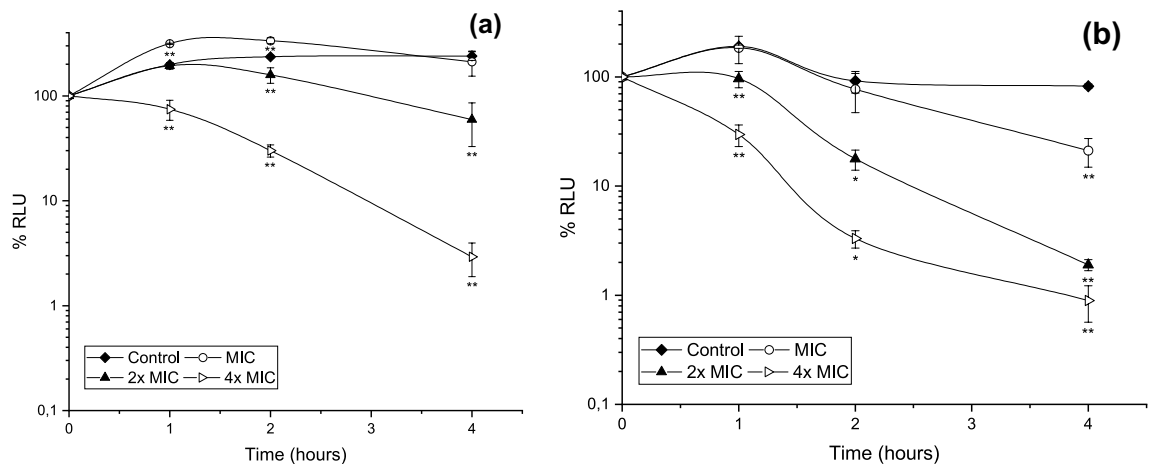 (a)
% RLU
100
10
1
0,1
**
**
**
**
**
**
**
**
Control MIC
2x MIC 4x MIC
0 1 2 3 4
Time (hours)
(b)
% RLU
100
10
1
0,1
**
**
*
*
**
**
**
Control MIC
2x MIC 4x MIC
0 1 2 3 4
Time (hours)